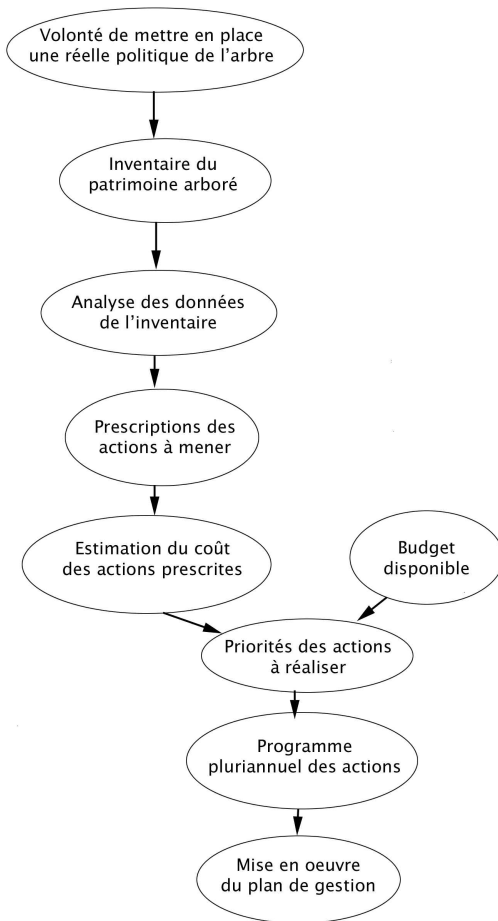 Volonté de mettre en place
une réelle politique de l'arbre
Inventaire du
patrimoine arboré
Analyse des données
de l'inventaire
Prescriptions des
actions à mener
Estimation du coût
des actions prescrites
Budget
disponible
Priorités des actions
à réaliser
Programme
pluriannuel des actions
Mise en oeuvre
du plan de gestion